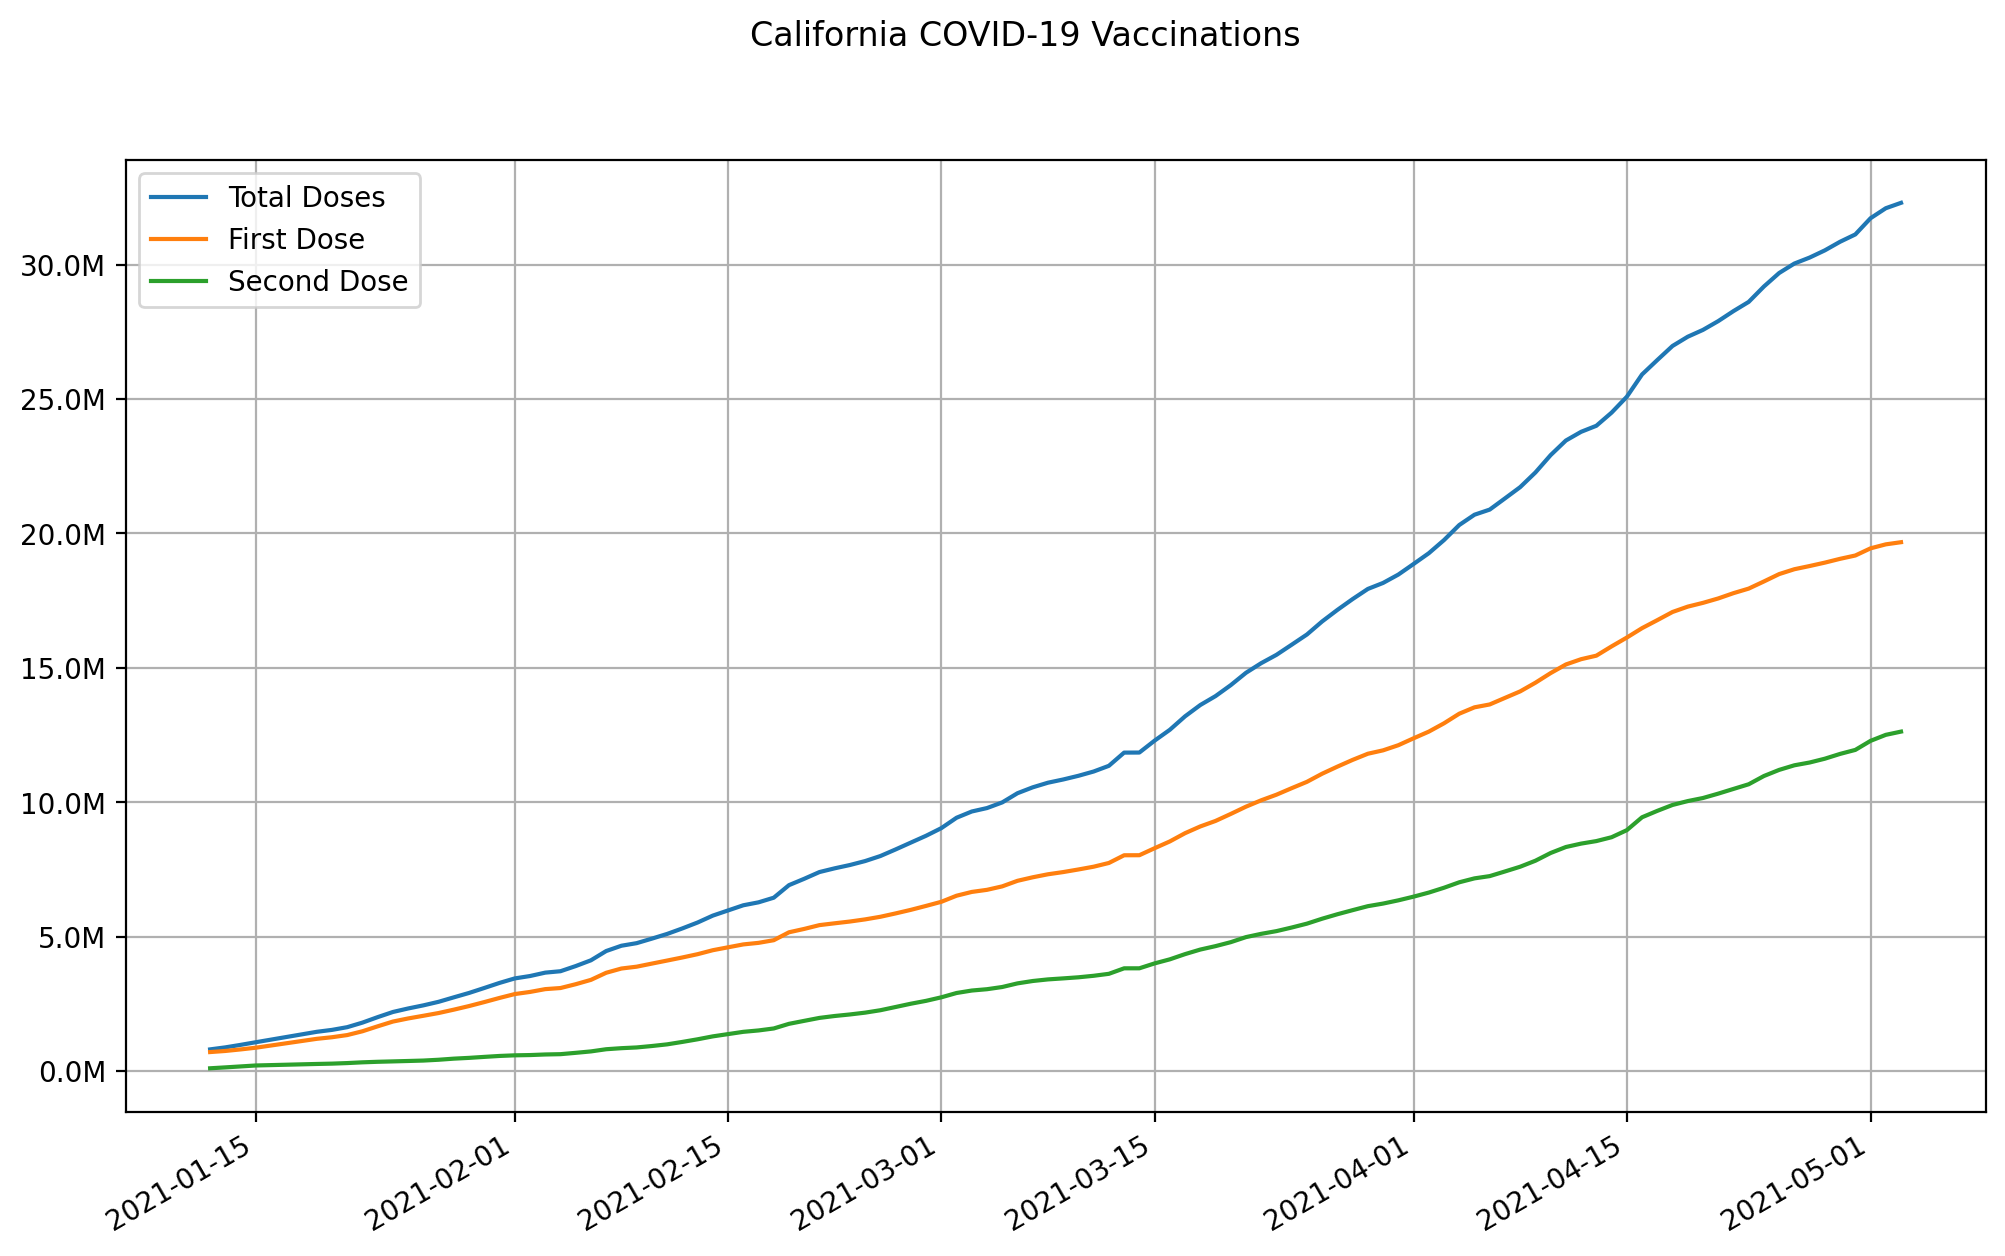 California COVID-19 Vaccinations
Total Doses
First Dose
Second Dose
30.0M
25.0M
20.0M
15.0M
10.0M
5.0M
0.0M
2021-01-15
2021-02-01
2021-02-15
2021-03-01
2021-03-15
2021-04-01
2021-04-15
2021-05-01